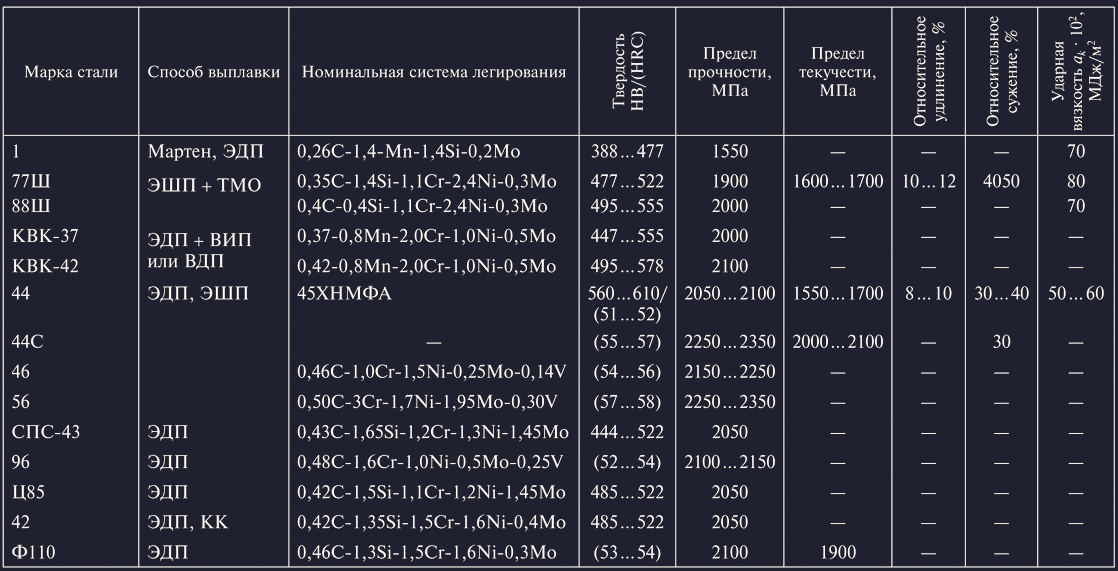 Марка стали | Способ выплавки | Номинальная система легирования | Твердость HB/(HRC) | Предел прочности, МПа | Предел текучести, МПа | Относительное удлинение, % | Относительное сужение, % | Ударная вязкость aₖ · 10², МДж/м²
1 | Мартен, ЭДП | 0,26C-1,4-Mn-1,4Si-0,2Mo | 388...477 | 1550 | — | — | — | 70
77Ш | ЭШП + ТМО | 0,35C-1,4Si-1,1Cr-2,4Ni-0,3Mo | 477...522 | 1900 | 1600...1700 | 10...12 | 4050 | 80
88Ш | | 0,4C-0,4Si-1,1Cr-2,4Ni-0,3Mo | 495...555 | 2000 | — | — | — | 70
КВК-37 | ЭДП + ВИП | 0,37-0,8Mn-2,0Cr-1,0Ni-0,5Mo | 447...555 | 2000 | — | — | — | —
КВК-42 | или ВДП | 0,42-0,8Mn-2,0Cr-1,0Ni-0,5Mo | 495...578 | 2100 | — | — | — | —
44 | ЭДП, ЭШП | 45ХНМФА | 560...610/ (51...52) | 2050...2100 | 1550...1700 | 8...10 | 30...40 | 50...60
44С | | — | (55...57) | 2250...2350 | 2000...2100 | — | 30 | —
46 | | 0,46C-1,0Cr-1,5Ni-0,25Mo-0,14V | (54...56) | 2150...2250 | — | — | — | —
56 | | 0,50C-3Cr-1,7Ni-1,95Mo-0,30V | (57...58) | 2250...2350 | — | — | — | —
СПС-43 | ЭДП | 0,43C-1,65Si-1,2Cr-1,3Ni-1,45Mo | 444...522 | 2050 | — | — | — | —
96 | ЭДП | 0,48C-1,6Cr-1,0Ni-0,5Mo-0,25V | (52...54) | 2100...2150 | — | — | — | —
Ц85 | ЭДП | 0,42C-1,5Si-1,1Cr-1,2Ni-1,45Mo | 485...522 | 2050 | — | — | — | —
42 | ЭДП, КК | 0,42C-1,35Si-1,5Cr-1,6Ni-0,4Mo | 485...522 | 2050 | — | — | — | —
Ф110 | ЭДП | 0,46C-1,3Si-1,5Cr-1,6Ni-0,3Mo | (53...54) | 2100 | 1900 | — | — | —